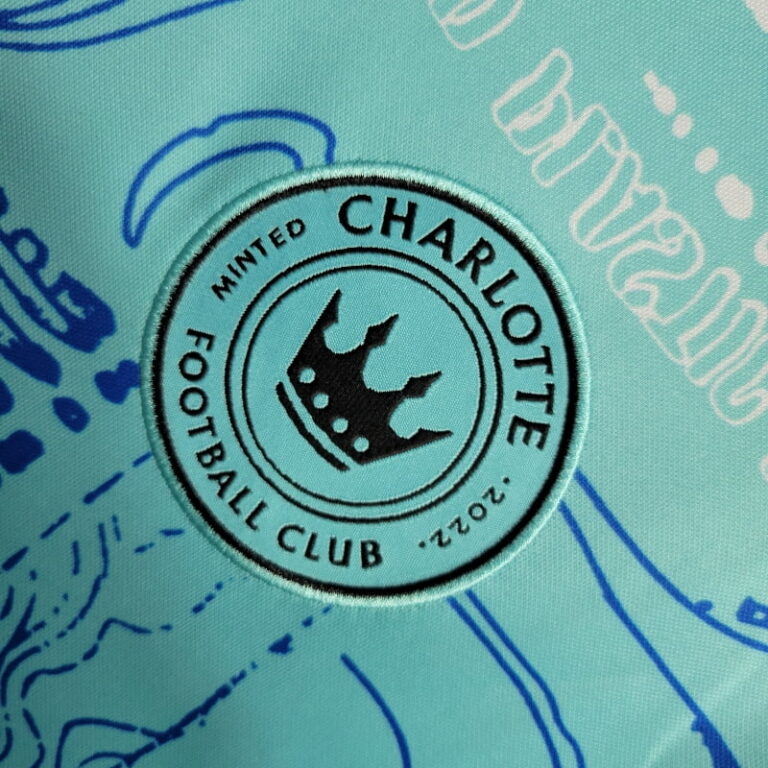 CHARLOTTE
FOOTBALL CLUB
MINTED
·2022·